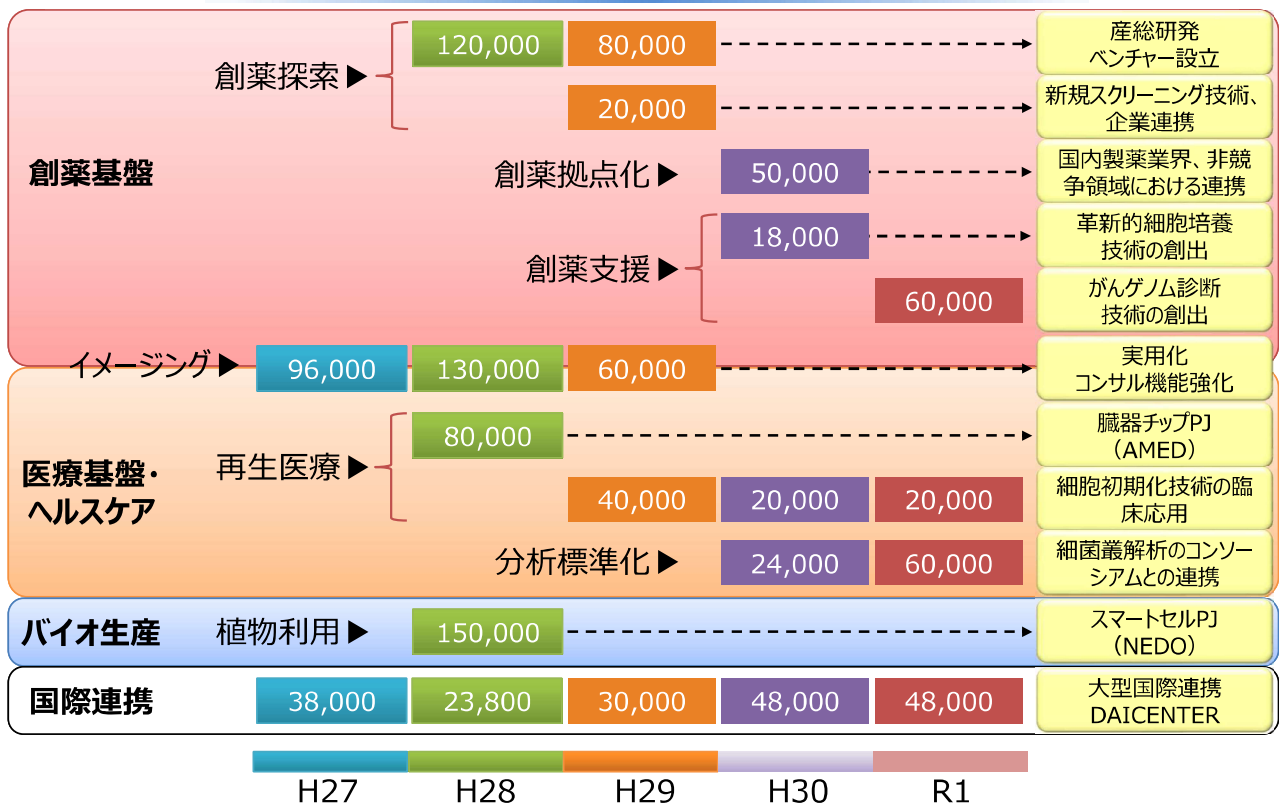 創薬基盤
創薬探索▶
120,000
80,000
産総研発
ベンチャー設立
20,000
新規スクリーニング技術、
企業連携
創薬拠点化▶
50,000
国内製薬業界、非競
争領域における連携
創薬支援▶
18,000
革新的細胞培養
技術の創出
60,000
がんゲノム診断
技術の創出
イメージング▶
96,000
130,000
60,000
実用化
コンサル機能強化
医療基盤・
ヘルスケア
再生医療▶
80,000
臓器チップPJ
（AMED）
40,000
20,000
20,000
細胞初期化技術の臨
床応用
分析標準化▶
24,000
60,000
細菌叢解析のコンソー
シアムとの連携
バイオ生産
植物利用▶
150,000
スマートセルPJ
（NEDO）
国際連携
38,000
23,800
30,000
48,000
48,000
大型国際連携
DAICENTER
H27
H28
H29
H30
R1